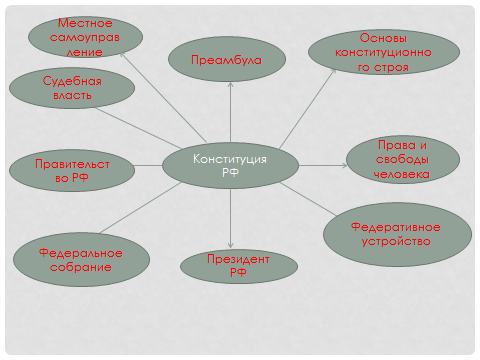 Местное
самоуправ
ление
Преамбула
Основы
конституционно
го строя
Судебная
власть
Права и
свободы
человека
Правительст
во РФ
Конституция
РФ
Федеративное
устройство
Федеральное
собрание
Президент
РФ